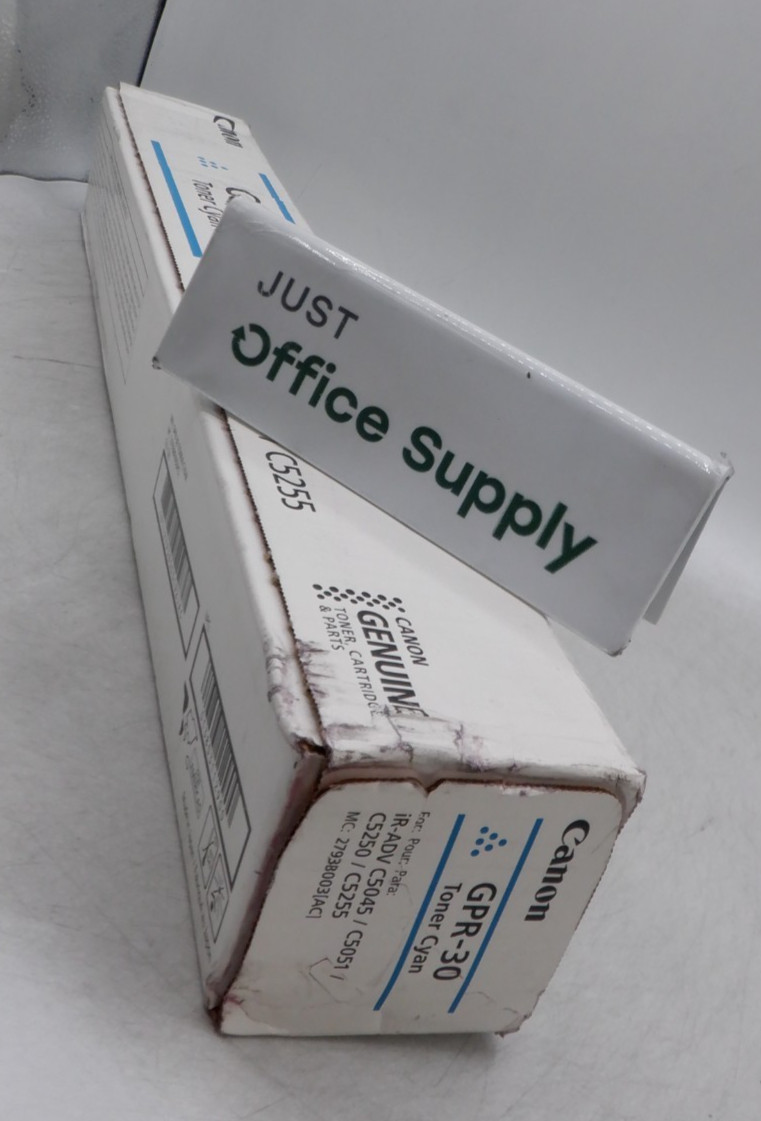 Canon
Toner Cyan
JUST
Office Supply
C5255
CANON
GENUINE
TONER, CARTRIDGE
& PARTS
Canon
GPR-30
Toner Cyan
For: Pour: Para:
iR-ADV C5045 / C5051 /
C5250 / C5255
MC: 27938003[AC]